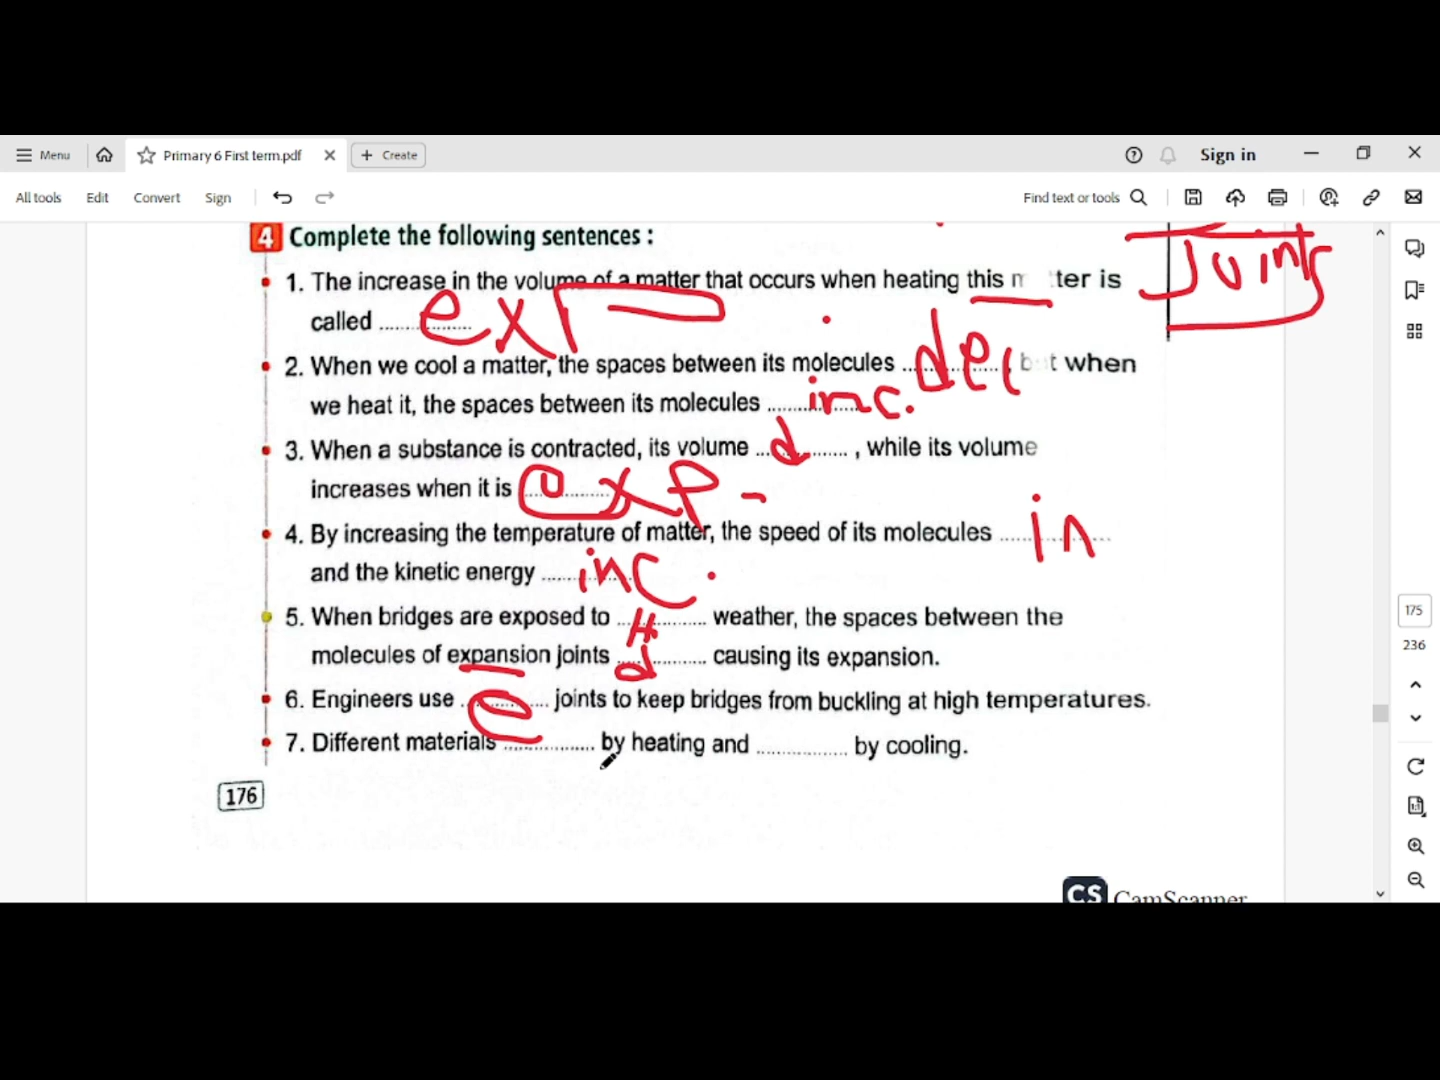 Menu
Primary 6 First term.pdf
Create
Sign in
All tools
Edit
Convert
Sign
Find text or tools
4 Complete the following sentences :
Joints
1. The increase in the volume of a matter that occurs when heating this m ter is
called .................. exp
2. When we cool a matter, the spaces between its molecules .................. dec, but when
we heat it, the spaces between its molecules .................. inc.
3. When a substance is contracted, its volume .................. d , while its volume
increases when it is .................. exp -
4. By increasing the temperature of matter, the speed of its molecules .................. in
and the kinetic energy .................. inc.
5. When bridges are exposed to .................. H weather, the spaces between the
molecules of expansion joints .................. d causing its expansion.
6. Engineers use .................. e joints to keep bridges from buckling at high temperatures.
7. Different materials .................. by heating and .................. by cooling.
176
175
236
CS CamScanner